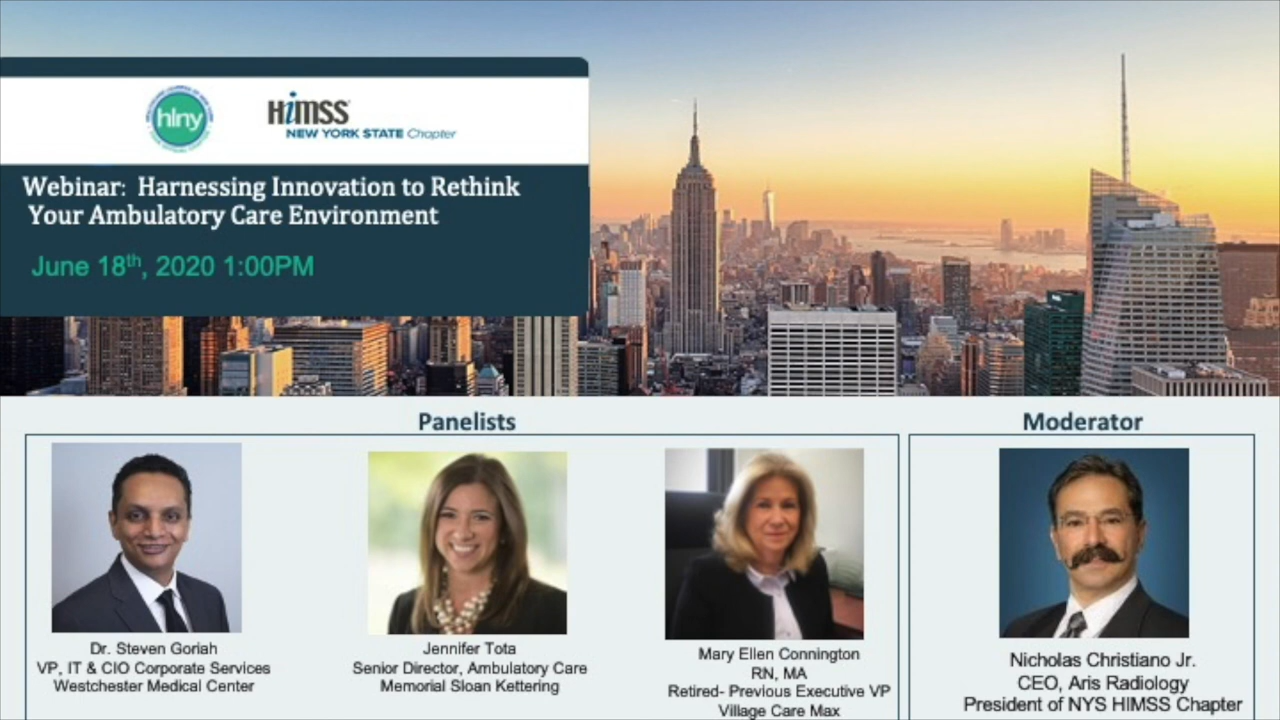 hlny
HiMSS
NEW YORK STATE Chapter
Webinar: Harnessing Innovation to Rethink
Your Ambulatory Care Environment
June 18th, 2020 1:00PM
Panelists
Moderator
Dr. Steven Goriah
VP, IT & CIO Corporate Services
Westchester Medical Center
Jennifer Tota
Senior Director, Ambulatory Care
Memorial Sloan Kettering
Mary Ellen Connington
RN, MA
Retired- Previous Executive VP
Village Care Max
Nicholas Christiano Jr.
CEO, Aris Radiology
President of NYS HIMSS Chapter